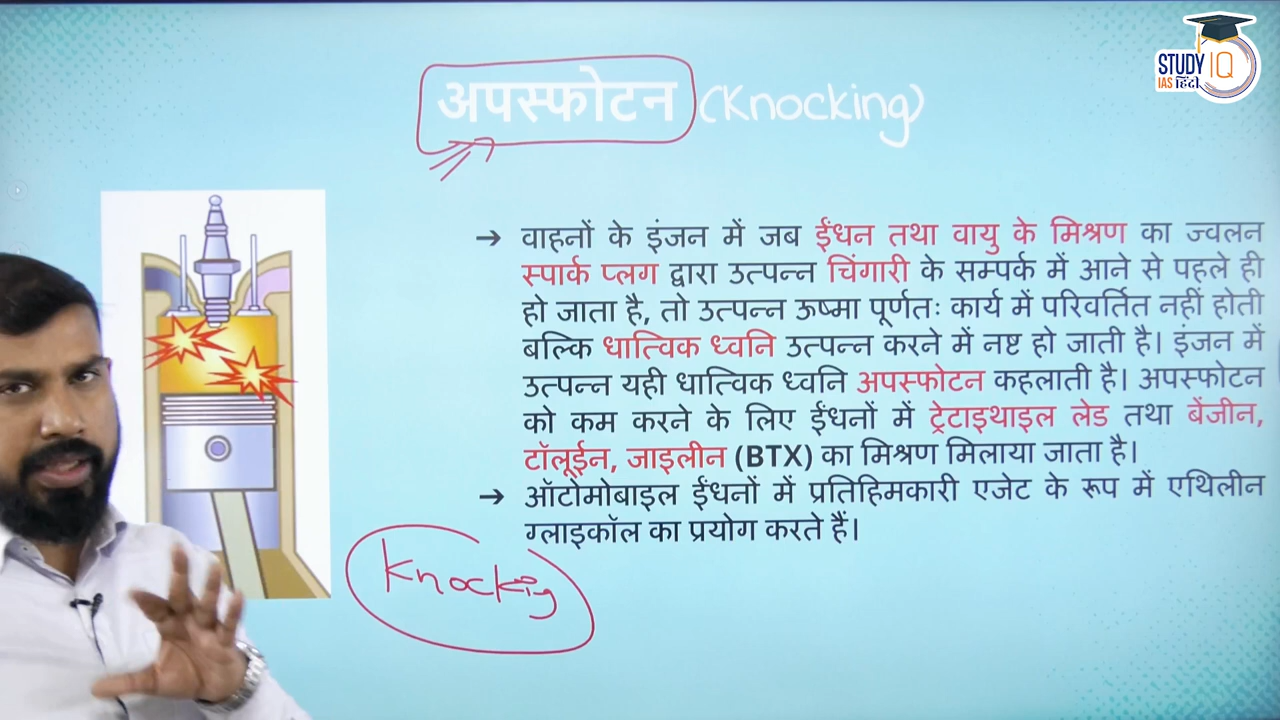 STUDY IQ
IAS हिंदी
अपस्फोटन (Knocking)
→ वाहनों के इंजन में जब ईंधन तथा वायु के मिश्रण का ज्वलन
स्पार्क प्लग द्वारा उत्पन्न चिंगारी के सम्पर्क में आने से पहले ही
हो जाता है, तो उत्पन्न ऊष्मा पूर्णतः कार्य में परिवर्तित नहीं होती
बल्कि धात्विक ध्वनि उत्पन्न करने में नष्ट हो जाती है। इंजन में
उत्पन्न यही धात्विक ध्वनि अपस्फोटन कहलाती है। अपस्फोटन
को कम करने के लिए ईंधनों में ट्रेटाइथाइल लेड तथा बेंजीन,
टॉलूईन, जाइलीन (BTX) का मिश्रण मिलाया जाता है।
→ ऑटोमोबाइल ईंधनों में प्रतिहिमकारी एजेट के रूप में एथिलीन
ग्लाइकॉल का प्रयोग करते हैं।
Knockig